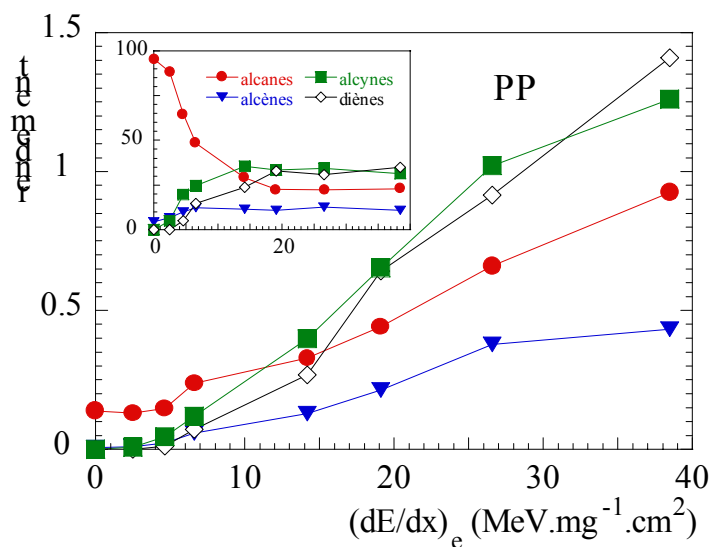 1.5
1
0.5
0
rendement
100
50
0
0
20
alcanes
alcynes
alcènes
diènes
PP
0
10
20
30
40
(dE/dx)e (MeV.mg-1.cm2)